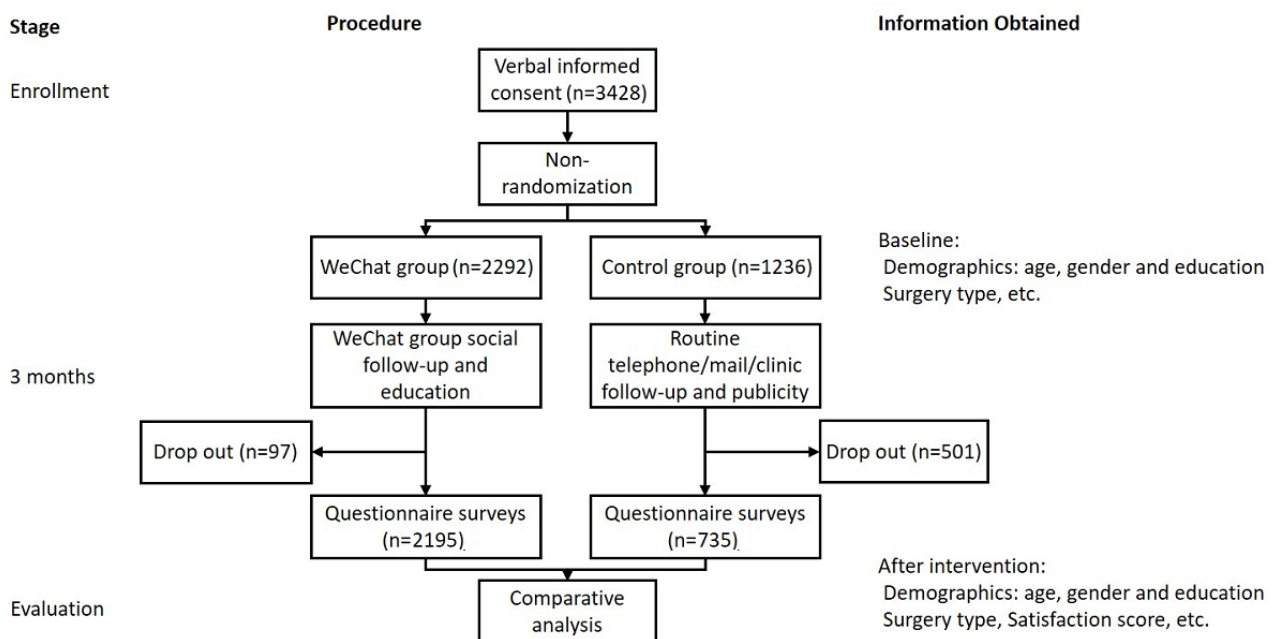 Stage
Procedure
Information Obtained
Enrollment
Verbal informed
consent (n=3428)
Non-
randomization
WeChat group (n=2292)
Control group (n=1236)
Baseline:
Demographics: age, gender and education
Surgery type, etc.
3 months
WeChat group social
follow-up and
education
Routine
telephone/mail/clinic
follow-up and publicity
Drop out (n=97)
Drop out (n=501)
Questionnaire surveys
(n=2195)
Questionnaire surveys
(n=735)
After intervention:
Demographics: age, gender and education
Surgery type, Satisfaction score, etc.
Evaluation
Comparative
analysis